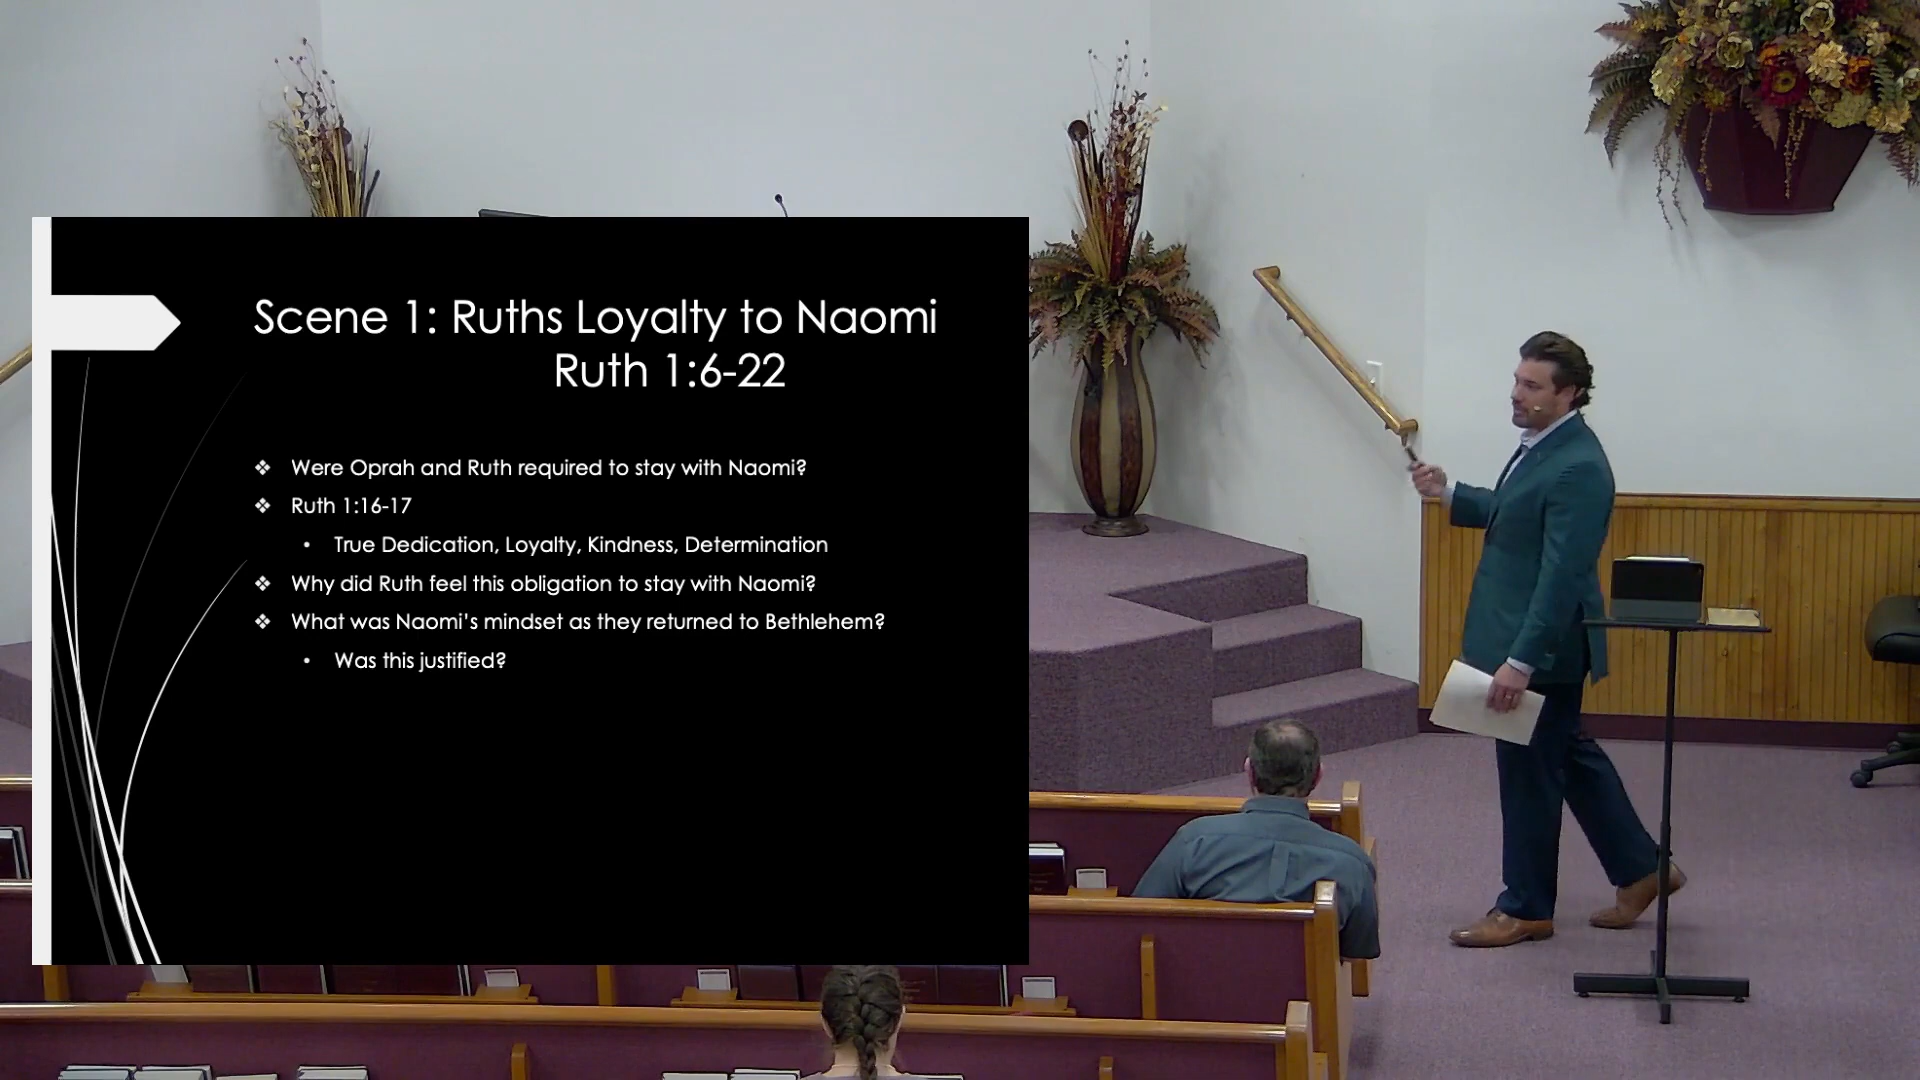 Scene 1: Ruths Loyalty to Naomi
Ruth 1:6-22
❖ Were Oprah and Ruth required to stay with Naomi?
❖ Ruth 1:16-17
• True Dedication, Loyalty, Kindness, Determination
❖ Why did Ruth feel this obligation to stay with Naomi?
❖ What was Naomi's mindset as they returned to Bethlehem?
• Was this justified?